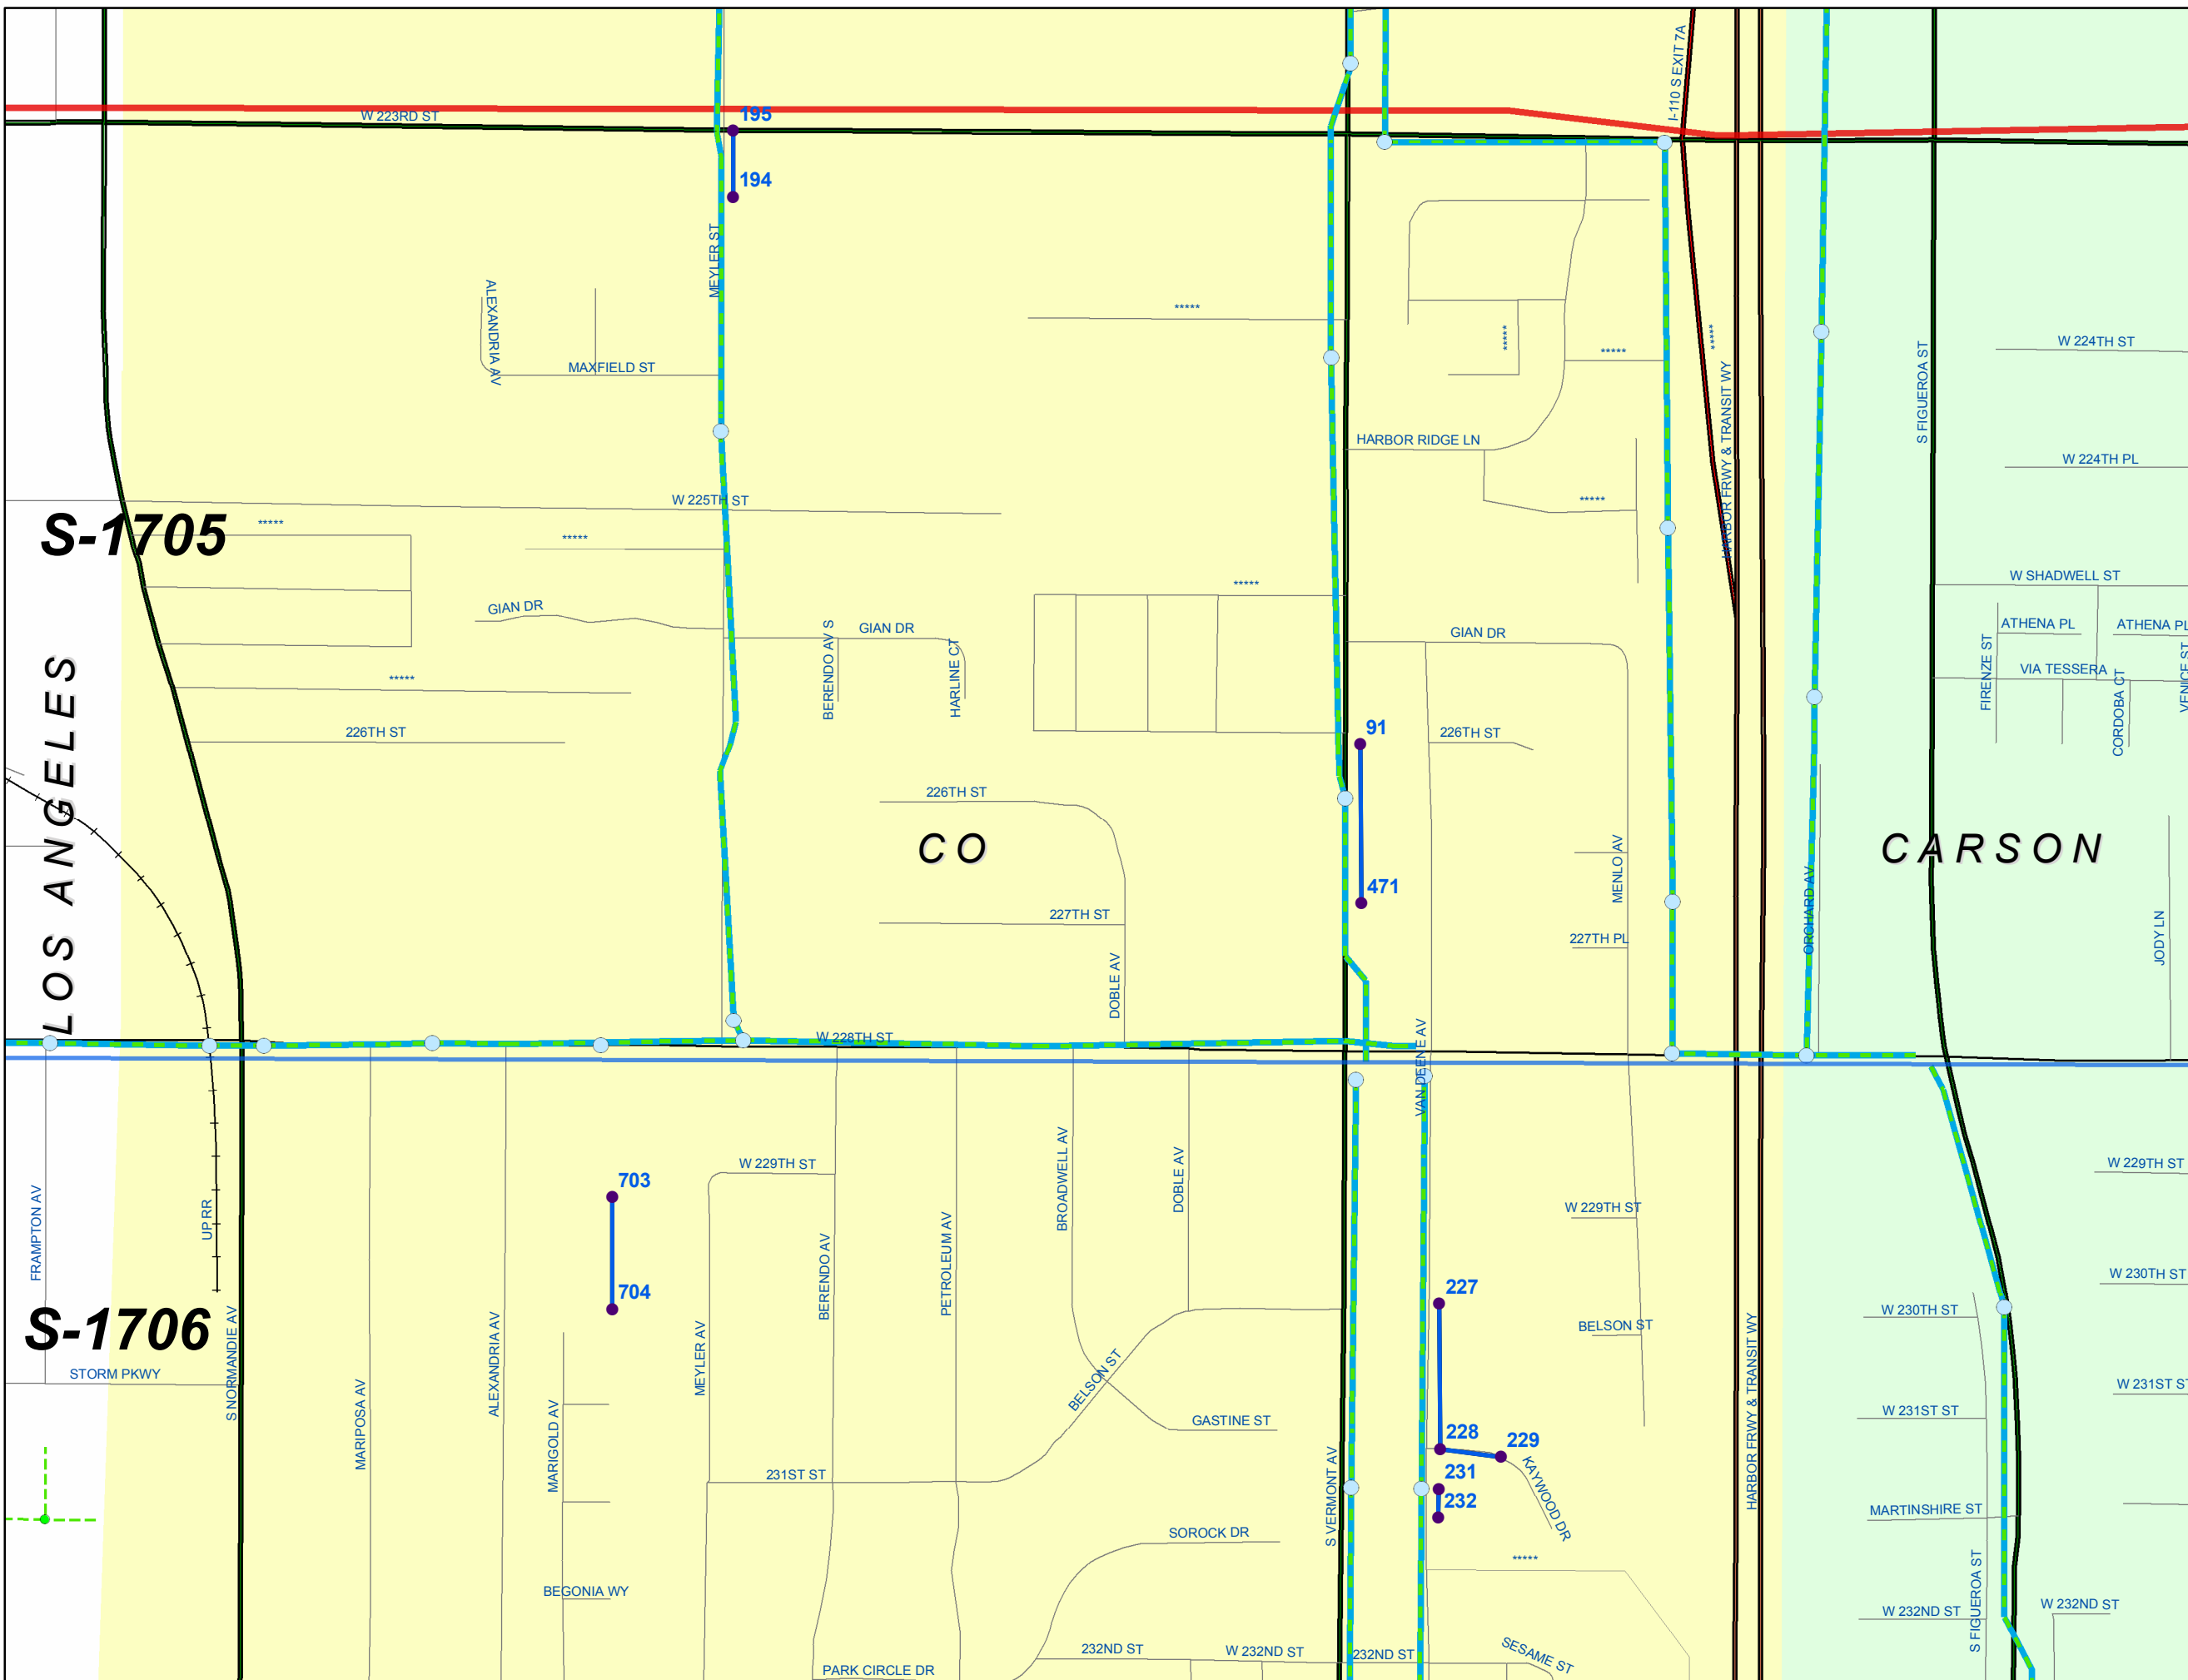 I-110 S EXIT 7A
W 223RD ST
195
194
MEYLER ST
ALEXANDRIA AV
MAXFIELD ST
*****
*****
*****
*****
HARBOR FRWY & TRANSIT WY
S FIGUEROA ST
W 224TH ST
HARBOR RIDGE LN
W 224TH PL
W 225TH ST
*****
S-1705
*****
*****
*****
W SHADWELL ST
GIAN DR
GIAN DR
GIAN DR
BERENDO AV S
HARLINE CT
ATHENA PL
ATHENA PL
FIRENZE ST
VIA TESSERA
CORDOBA CT
VENICE ST
*****
226TH ST
91
226TH ST
226TH ST
LOS ANGELES
CO
CARSON
471
MENLO AV
ORCHARD AV
227TH ST
227TH PL
JODY LN
DOBLE AV
W 228TH ST
VAN DEENE AV
FRAMPTON AV
UP RR
703
704
W 229TH ST
BROADWELL AV
DOBLE AV
W 229TH ST
W 229TH ST
PETROLEUM AV
BERENDO AV
227
W 230TH ST
W 230TH ST
BELSON ST
S-1706
S NORMANDIE AV
STORM PKWY
MARIPOSA AV
ALEXANDRIA AV
MARIGOLD AV
MEYLER AV
BELSON ST
W 231ST ST
W 231ST ST
GASTINE ST
HARBOR FRWY & TRANSIT WY
228
229
231
232
KAYWOOD DR
231ST ST
S VERMONT AV
MARTINSHIRE ST
SOROCK DR
*****
S FIGUEROA ST
BEGONIA WY
W 232ND ST
W 232ND ST
232ND ST
W 232ND ST
232ND ST
SESAME ST
PARK CIRCLE DR